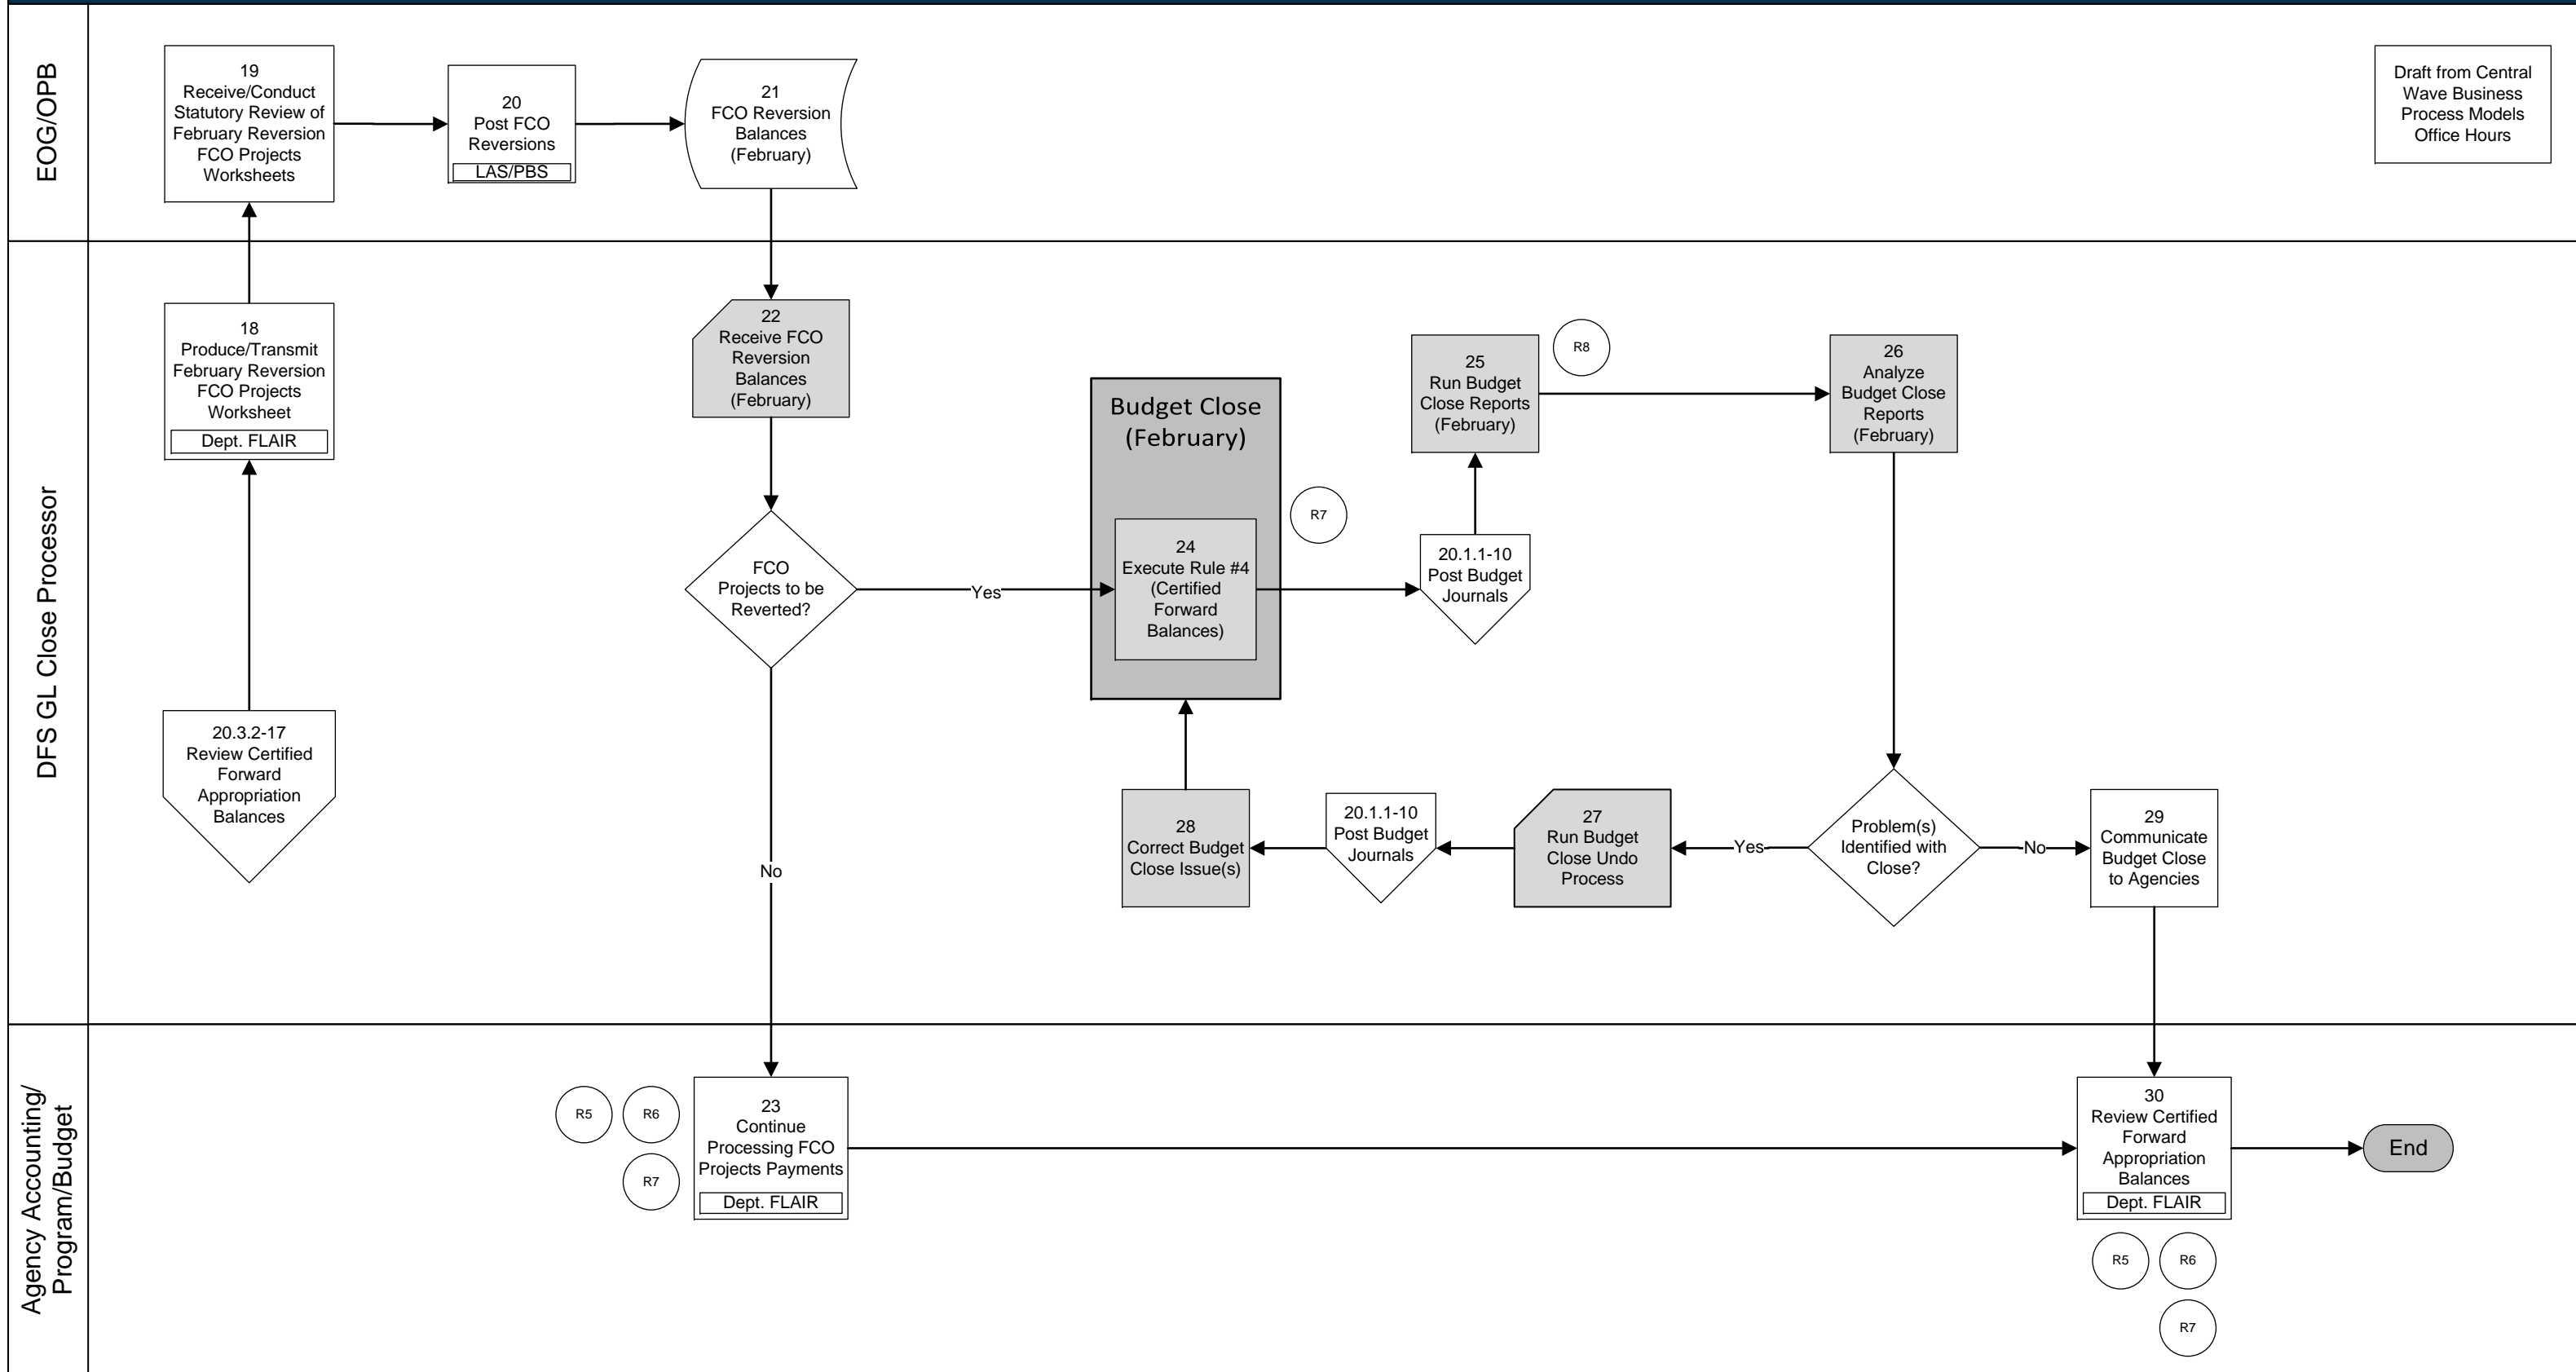 EOG/OPB
19
Receive/Conduct
Statutory Review of
February Reversion
FCO Projects
Worksheets
20
Post FCO
Reversions
LAS/PBS
21
FCO Reversion
Balances
(February)
Draft from Central
Wave Business
Process Models
Office Hours
DFS GL Close Processor
18
Produce/Transmit
February Reversion
FCO Projects
Worksheet
Dept. FLAIR
20.3.2-17
Review Certified
Forward
Appropriation
Balances
22
Receive FCO
Reversion
Balances
(February)
FCO
Projects to be
Reverted?
Yes
No
Budget Close
(February)
24
Execute Rule #4
(Certified
Forward
Balances)
R7
20.1.1-10
Post Budget
Journals
25
Run Budget
Close Reports
(February)
R8
26
Analyze
Budget Close
Reports
(February)
Problem(s)
Identified with
Close?
Yes
No
27
Run Budget
Close Undo
Process
20.1.1-10
Post Budget
Journals
28
Correct Budget
Close Issue(s)
29
Communicate
Budget Close
to Agencies
Agency Accounting/
Program/Budget
R5
R6
R7
23
Continue
Processing FCO
Projects Payments
Dept. FLAIR
30
Review Certified
Forward
Appropriation
Balances
Dept. FLAIR
R5
R6
R7
End